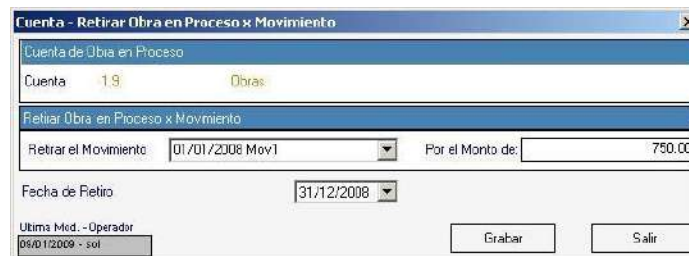 Cuenta - Retirar Obra en Proceso x Movimiento
Cuenta de Obra en Proceso
Cuenta 1.9 Obras
Retirar Obra en Proceso x Movmiento
Retirar el Movimiento 01/01/2008 Mov1 Por el Monto de: 750.00
Fecha de Retiro 31/12/2008
Ultima Mod. - Operador
09/01/2009 - sol
Grabar Salir